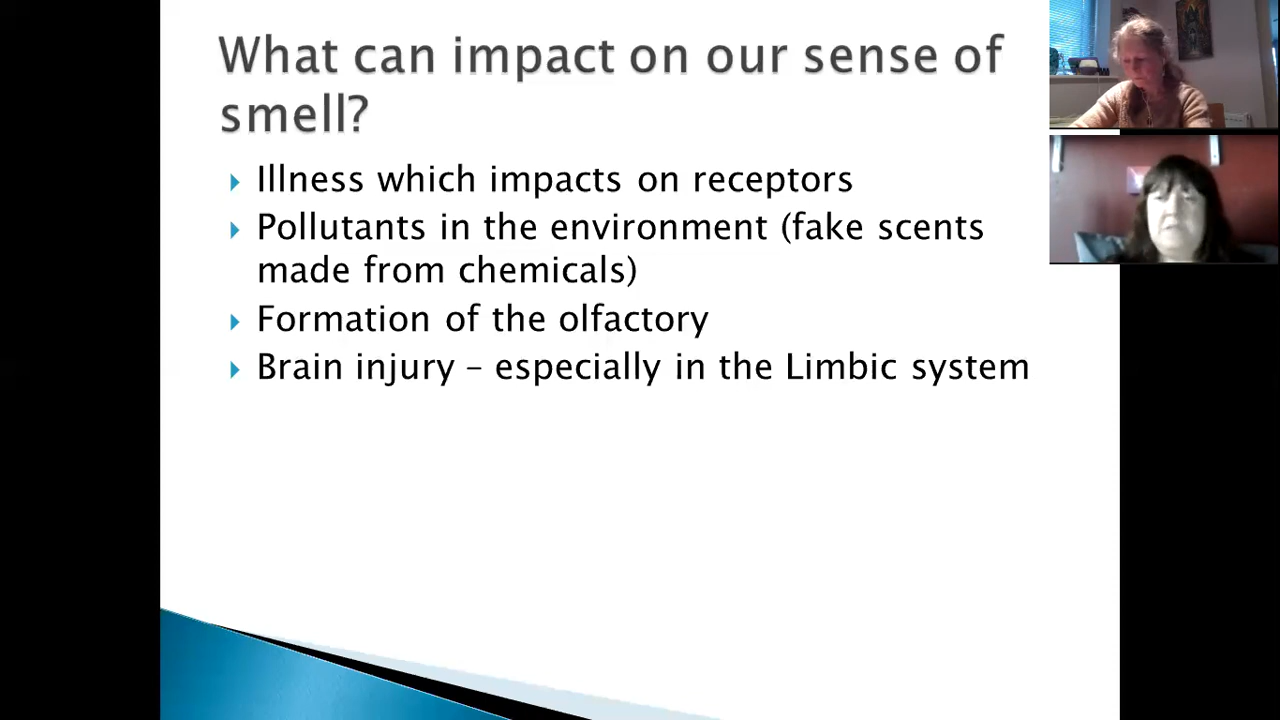 What can impact on our sense of
smell?
Illness which impacts on receptors
Pollutants in the environment (fake scents
made from chemicals)
Formation of the olfactory
Brain injury – especially in the Limbic system